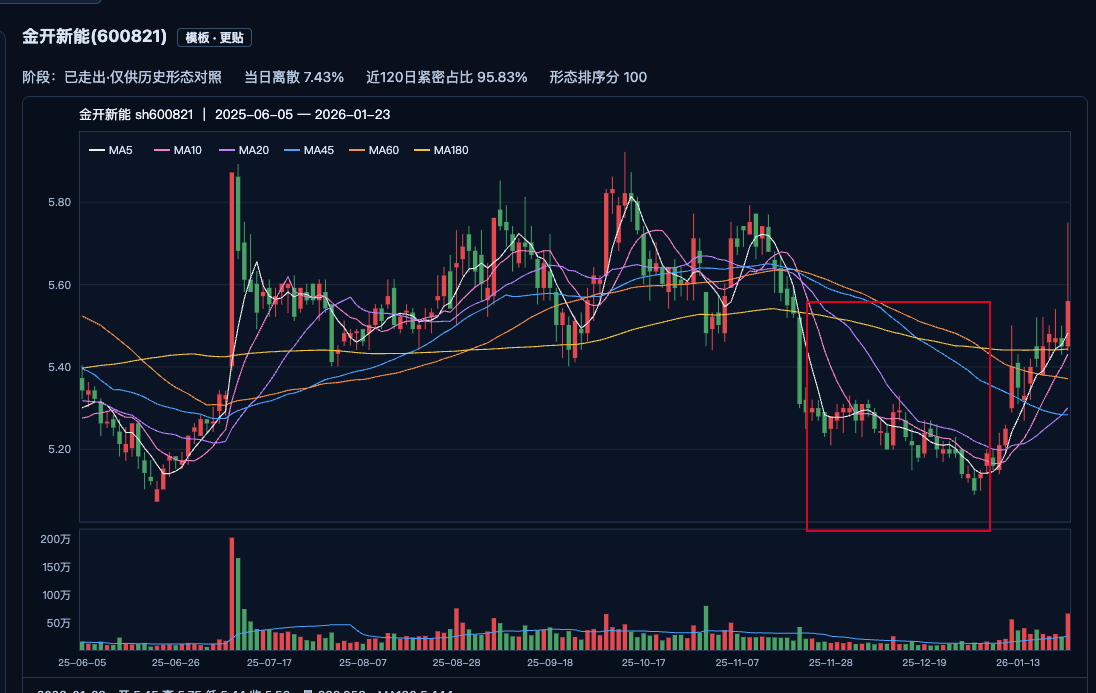 金开新能(600821) 模板 · 更贴
阶段：已走出·仅供历史形态对照 当日离散 7.43% 近120日紧密占比 95.83% 形态排序分 100
金开新能 sh600821 | 2025-06-05 — 2026-01-23
MA5 MA10 MA20 MA45 MA60 MA180
5.80
5.60
5.40
5.20
200万
150万
100万
50万
25-06-05 25-06-26 25-07-17 25-08-07 25-08-28 25-09-18 25-10-17 25-11-07 25-11-28 25-12-19 26-01-13